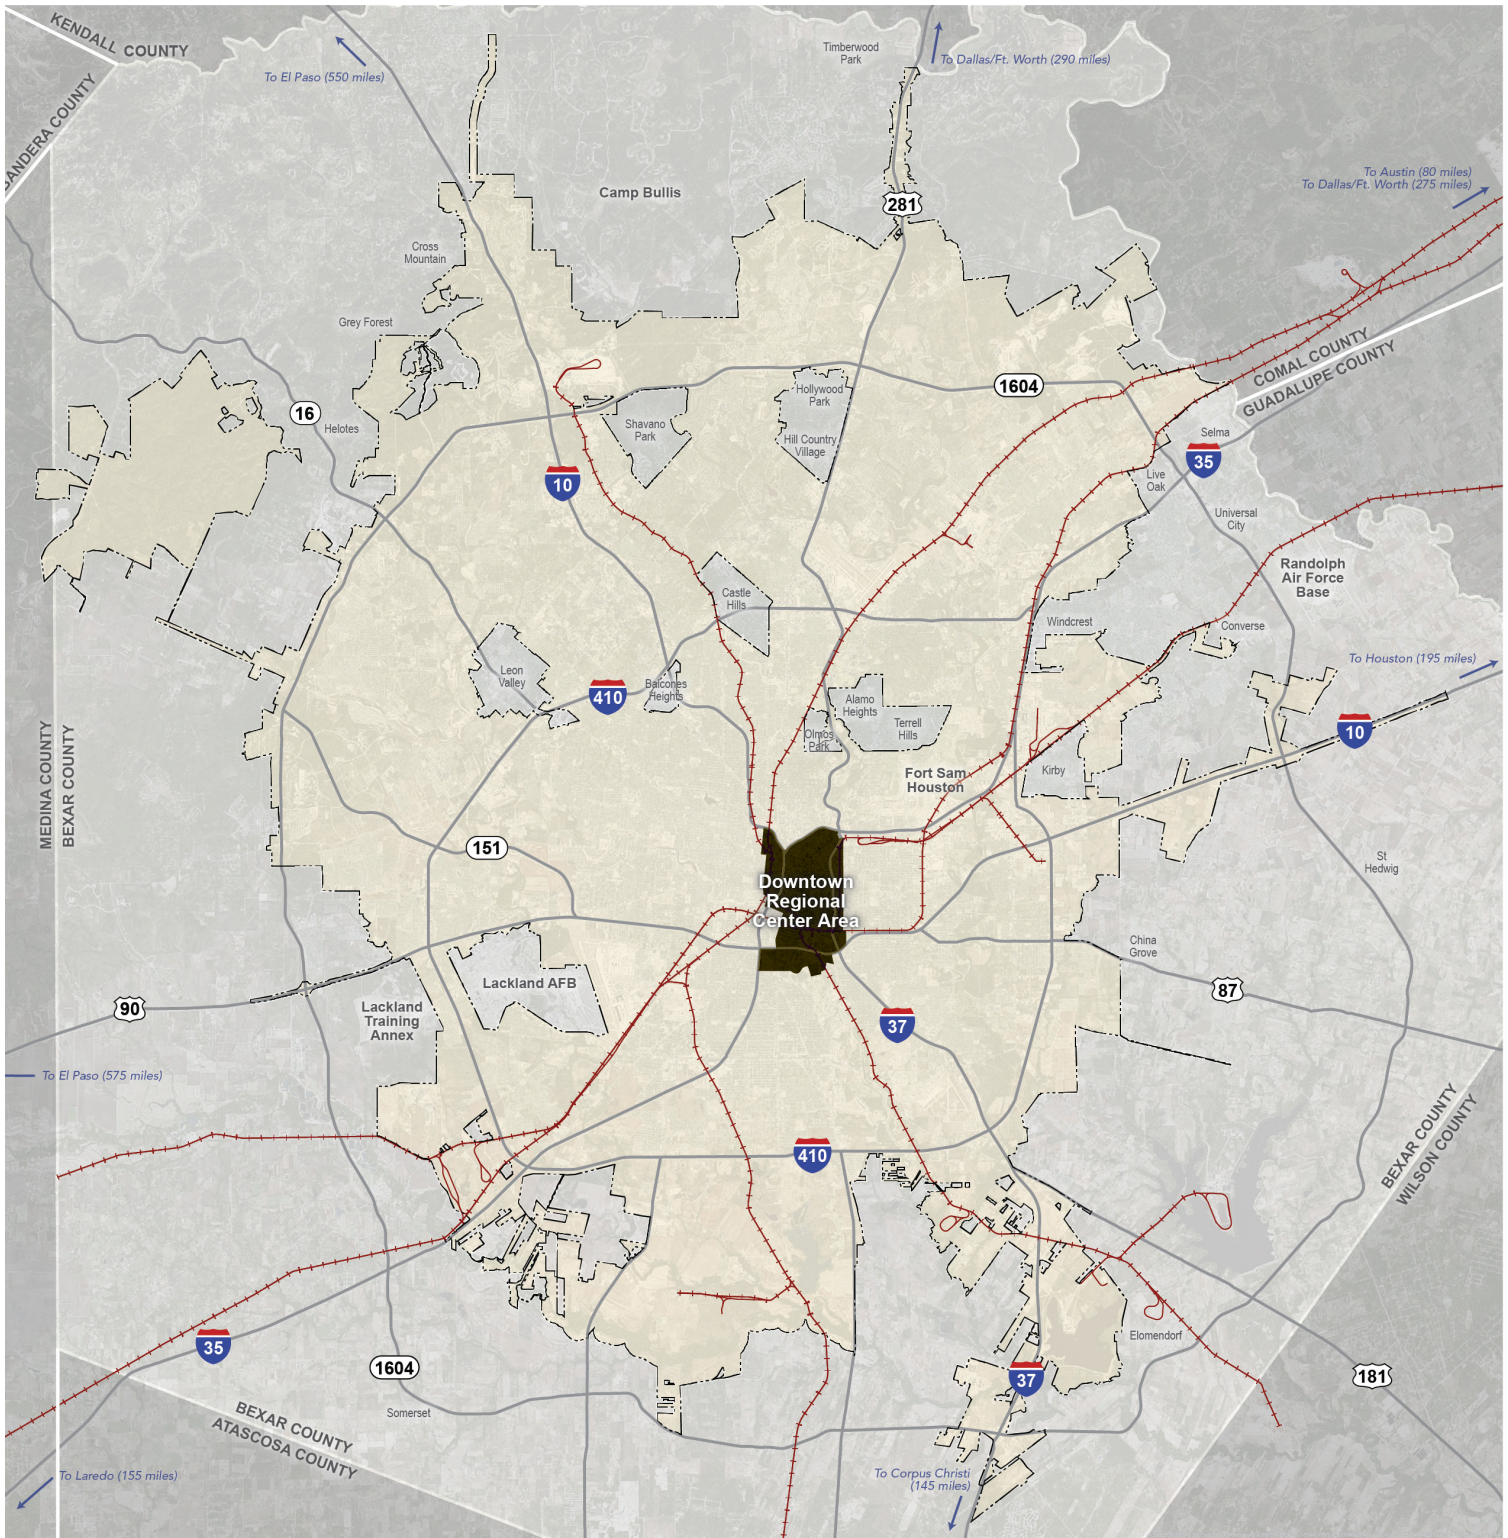 KENDALL COUNTY
Timberwood
Park
To Dallas/Ft. Worth (290 miles)
To El Paso (550 miles)
BANDERA COUNTY
To Austin (80 miles)
To Dallas/Ft. Worth (275 miles)
Camp Bullis
281
Cross
Mountain
Grey Forest
COMAL COUNTY
GUADALUPE COUNTY
1604
Hollywood
Park
16
Helotes
Shavano
Park
Hill Country
Village
Selma
35
10
Live
Oak
Universal
City
Randolph
Air Force
Base
Castle
Hills
Windcrest
Converse
To Houston (195 miles)
Leon
Valley
Balcones
Heights
410
Alamo
Heights
Terrell
Hills
Olmos
Park
10
MEDINA COUNTY
BEXAR COUNTY
Fort Sam
Houston
Kirby
151
St
Hedwig
Downtown
Regional
Center Area
China
Grove
Lackland AFB
87
90
Lackland
Training
Annex
37
To El Paso (575 miles)
BEXAR COUNTY
WILSON COUNTY
410
35
Elomendorf
1604
37
181
Somerset
BEXAR COUNTY
ATASCOSA COUNTY
To Laredo (155 miles)
To Corpus Christi
(145 miles)